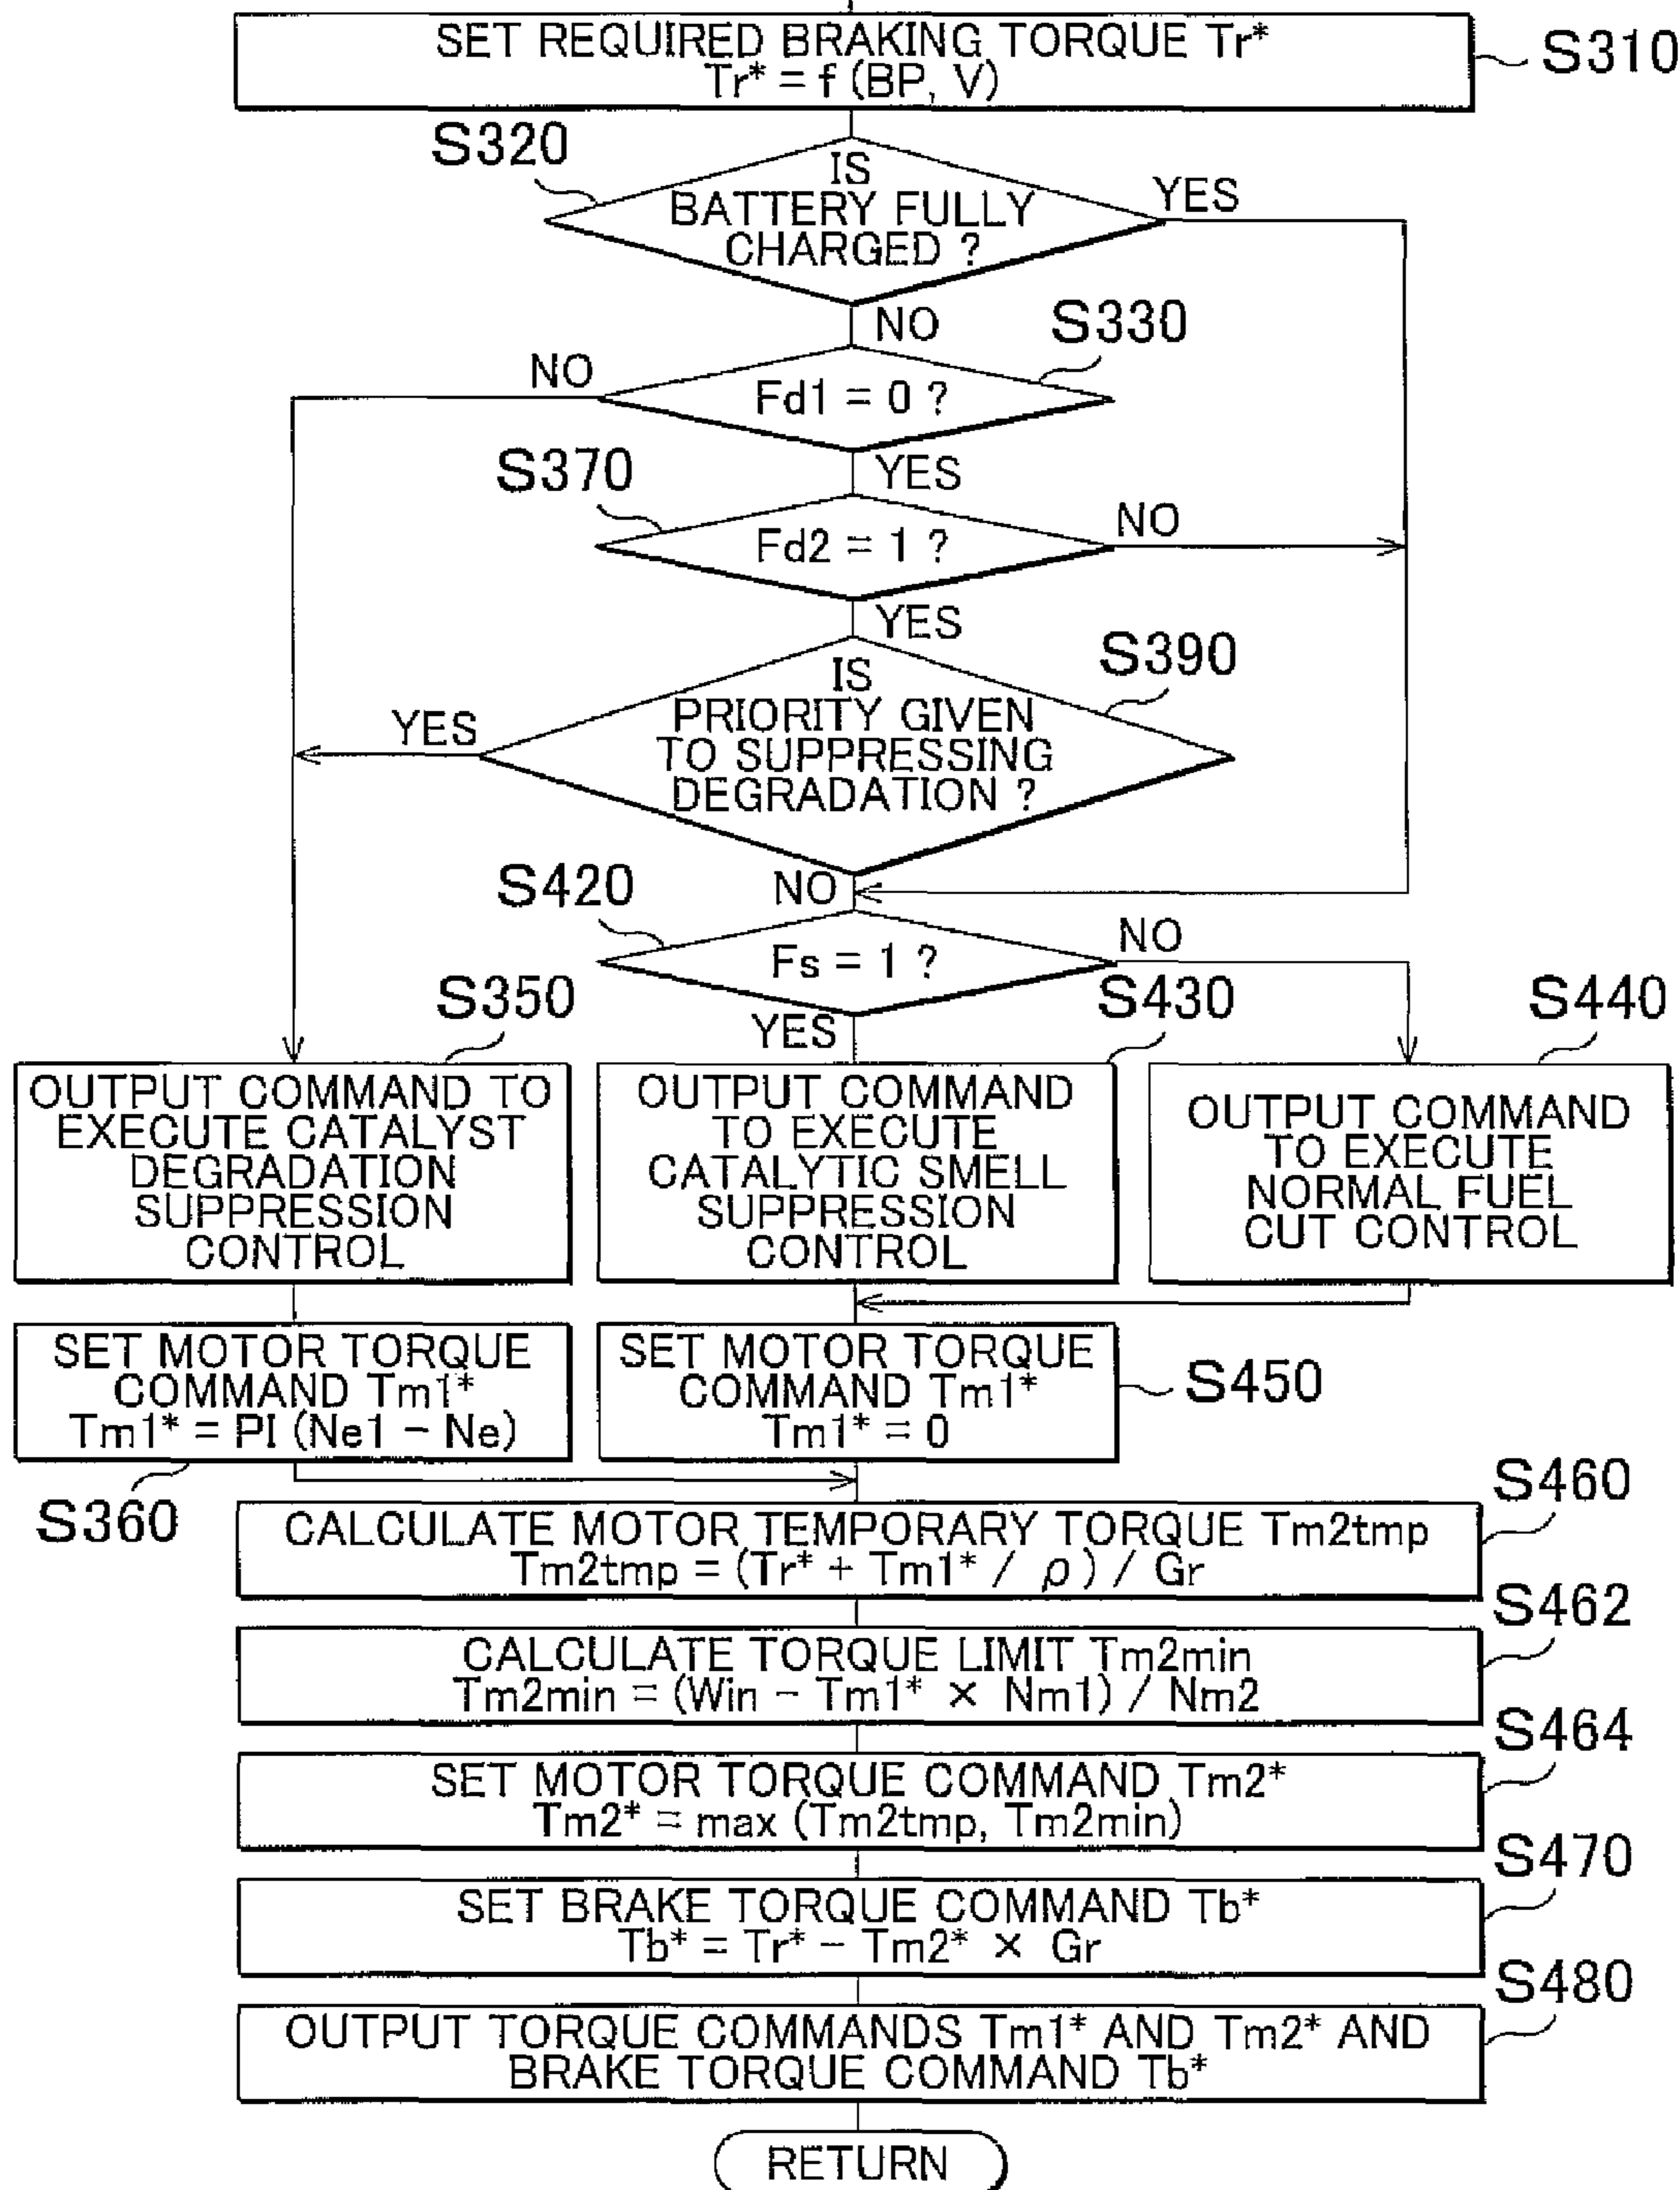 SET REQUIRED BRAKING TORQUE Tr*
Tr* = f (BP, V)
S310
S320
IS
BATTERY FULLY
CHARGED ?
YES
NO
S330
NO
Fd1 = 0 ?
YES
S370
Fd2 = 1 ?
NO
YES
S390
IS
PRIORITY GIVEN
TO SUPPRESSING
DEGRADATION ?
YES
NO
S420
Fs = 1 ?
NO
YES
S350
OUTPUT COMMAND TO
EXECUTE CATALYST
DEGRADATION
SUPPRESSION
CONTROL
S430
OUTPUT COMMAND
TO EXECUTE
CATALYTIC SMELL
SUPPRESSION
CONTROL
S440
OUTPUT COMMAND
TO EXECUTE
NORMAL FUEL
CUT CONTROL
SET MOTOR TORQUE
COMMAND Tm1*
Tm1* = PI (Ne1 - Ne)
S360
SET MOTOR TORQUE
COMMAND Tm1*
Tm1* = 0
S450
CALCULATE MOTOR TEMPORARY TORQUE Tm2tmp
Tm2tmp = (Tr* + Tm1* / ρ) / Gr
S460
CALCULATE TORQUE LIMIT Tm2min
Tm2min = (Win - Tm1* × Nm1) / Nm2
S462
SET MOTOR TORQUE COMMAND Tm2*
Tm2* = max (Tm2tmp, Tm2min)
S464
SET BRAKE TORQUE COMMAND Tb*
Tb* = Tr* - Tm2* × Gr
S470
OUTPUT TORQUE COMMANDS Tm1* AND Tm2* AND
BRAKE TORQUE COMMAND Tb*
S480
RETURN